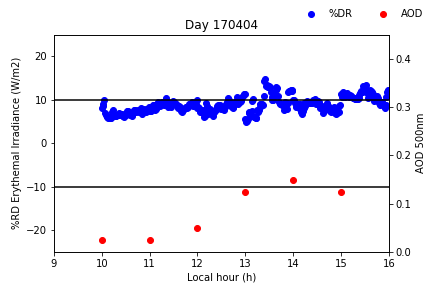 %DR AOD
Day 170404
%RD Erythemal Irradiance (W/m2)
20
10
0
−10
−20
0.4
0.3
0.2
0.1
0.0
AOD 500nm
9 10 11 12 13 14 15 16
Local hour (h)